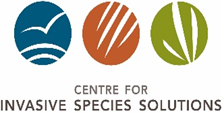 CENTRE FOR
INVASIVE SPECIES SOLUTIONS